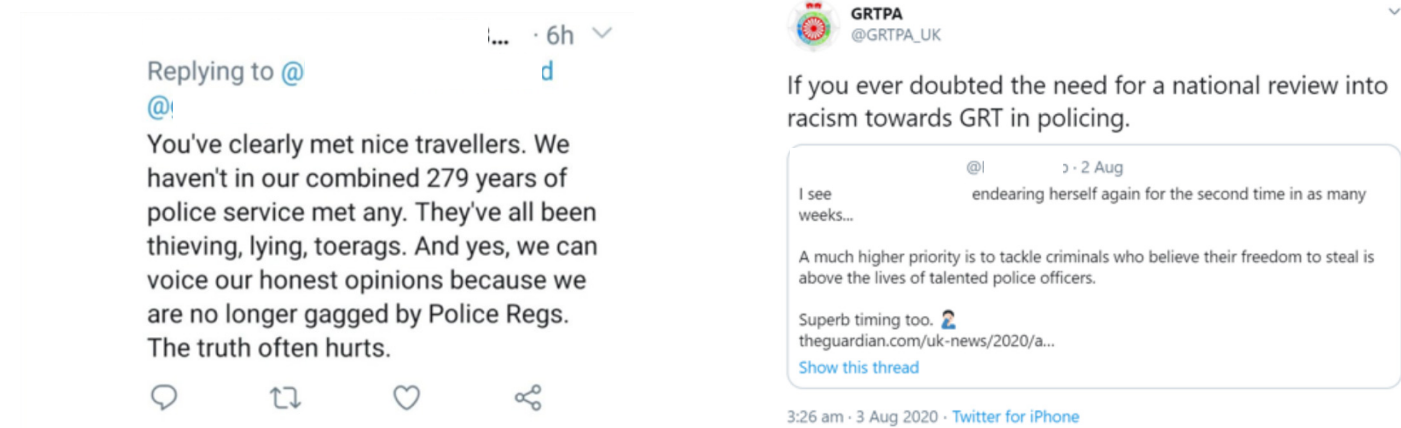 ... · 6h
Replying to @ d
@
You've clearly met nice travellers. We
haven't in our combined 279 years of
police service met any. They've all been
thieving, lying, toerags. And yes, we can
voice our honest opinions because we
are no longer gagged by Police Regs.
The truth often hurts.
GRTPA
@GRTPA_UK
If you ever doubted the need for a national review into
racism towards GRT in policing.
@ · 2 Aug
I see endearing herself again for the second time in as many
weeks...
A much higher priority is to tackle criminals who believe their freedom to steal is
above the lives of talented police officers.
Superb timing too. 🤦🏻‍♂️
theguardian.com/uk-news/2020/a...
Show this thread
3:26 am · 3 Aug 2020 · Twitter for iPhone